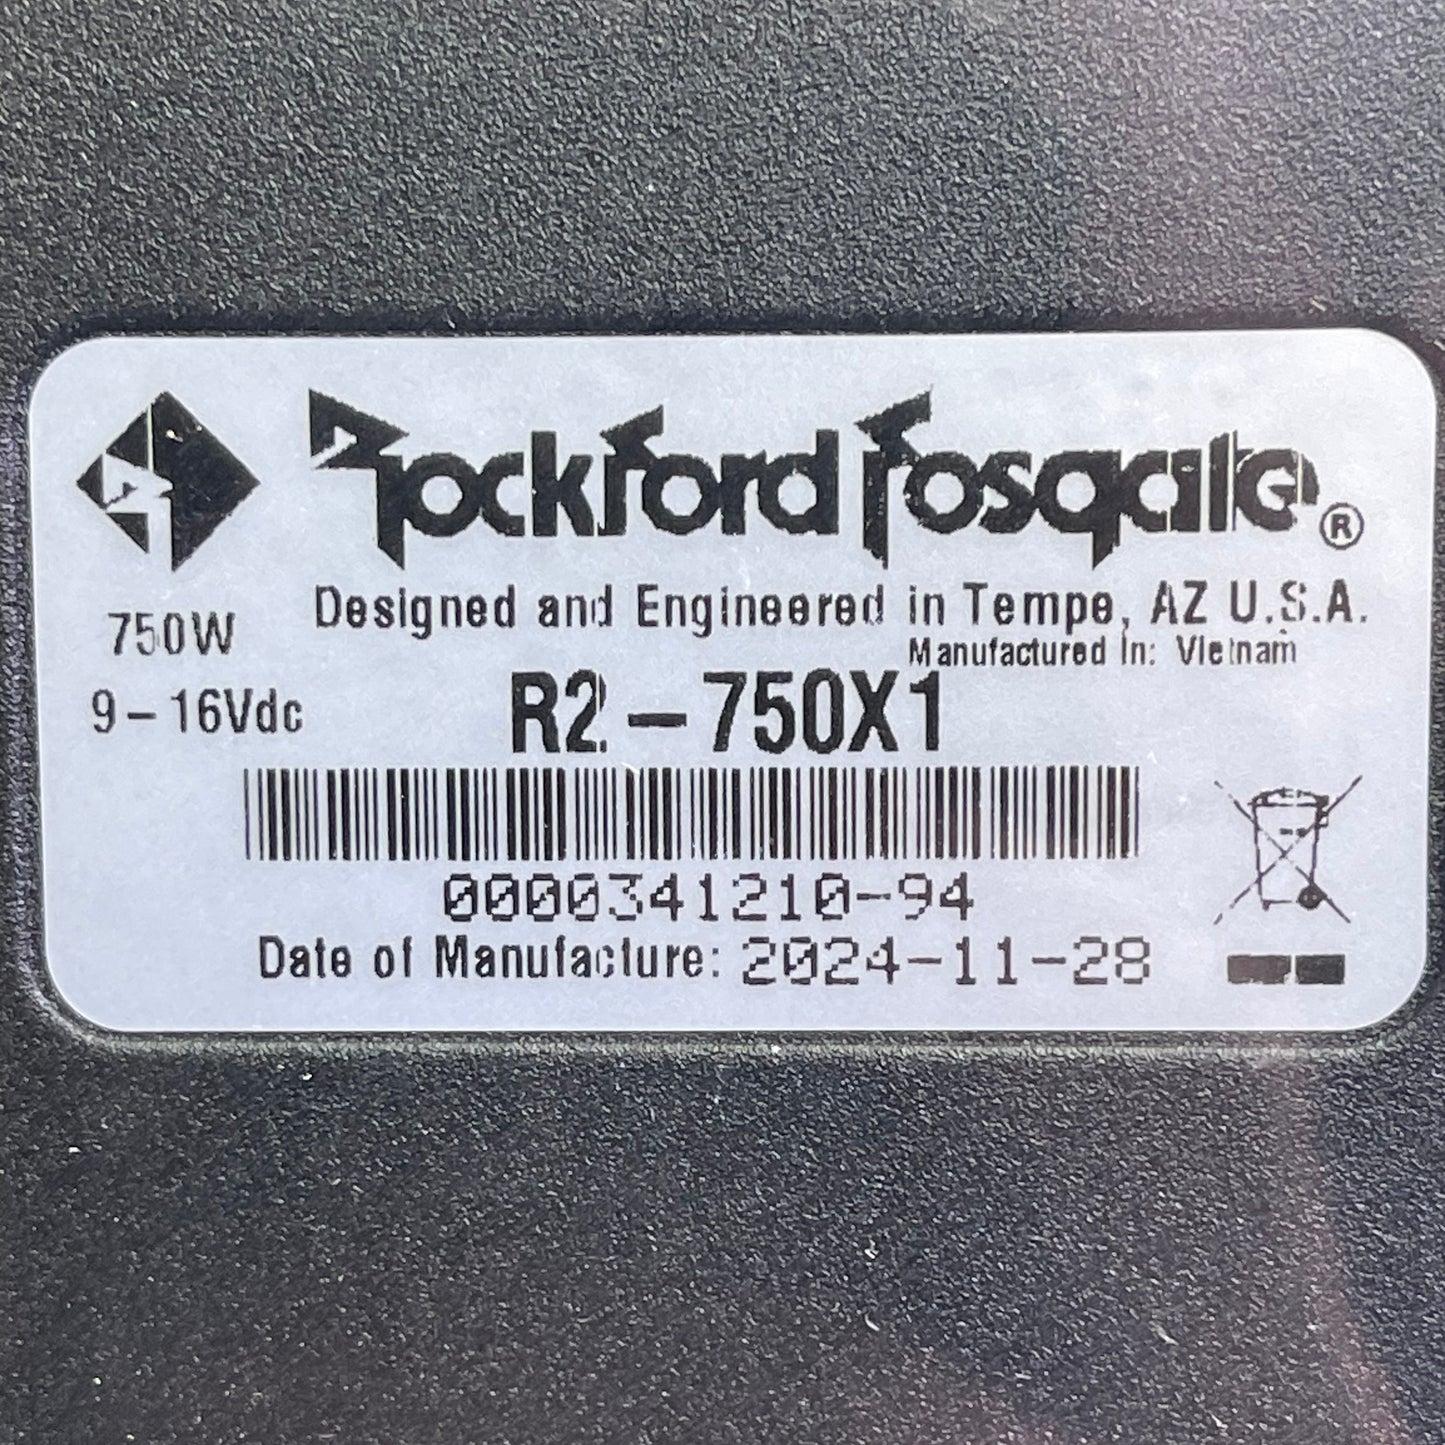 Rockford Fosgate®
Designed and Engineered in Tempe, AZ U.S.A.
Manufactured In: Vietnam
750W
9-16Vdc
R2-750X1
0000341210-94
Date of Manufacture: 2024-11-28